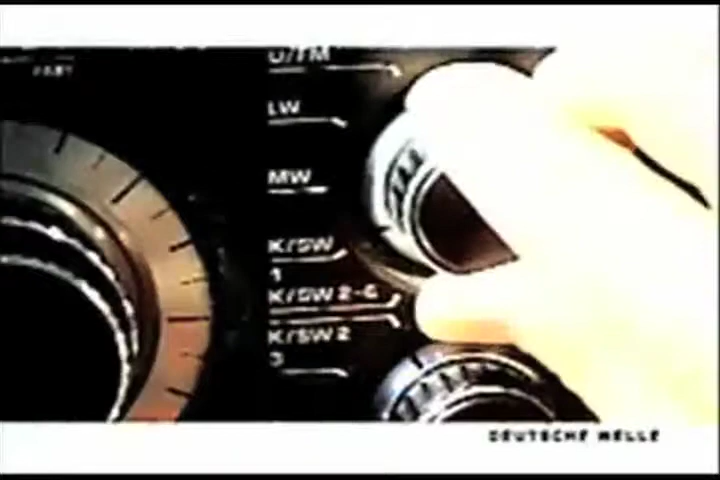 U/FM
LW
MW
K/SW
1
K/SW 2-6
K/SW 2
3
DEUTSCHE WELLE